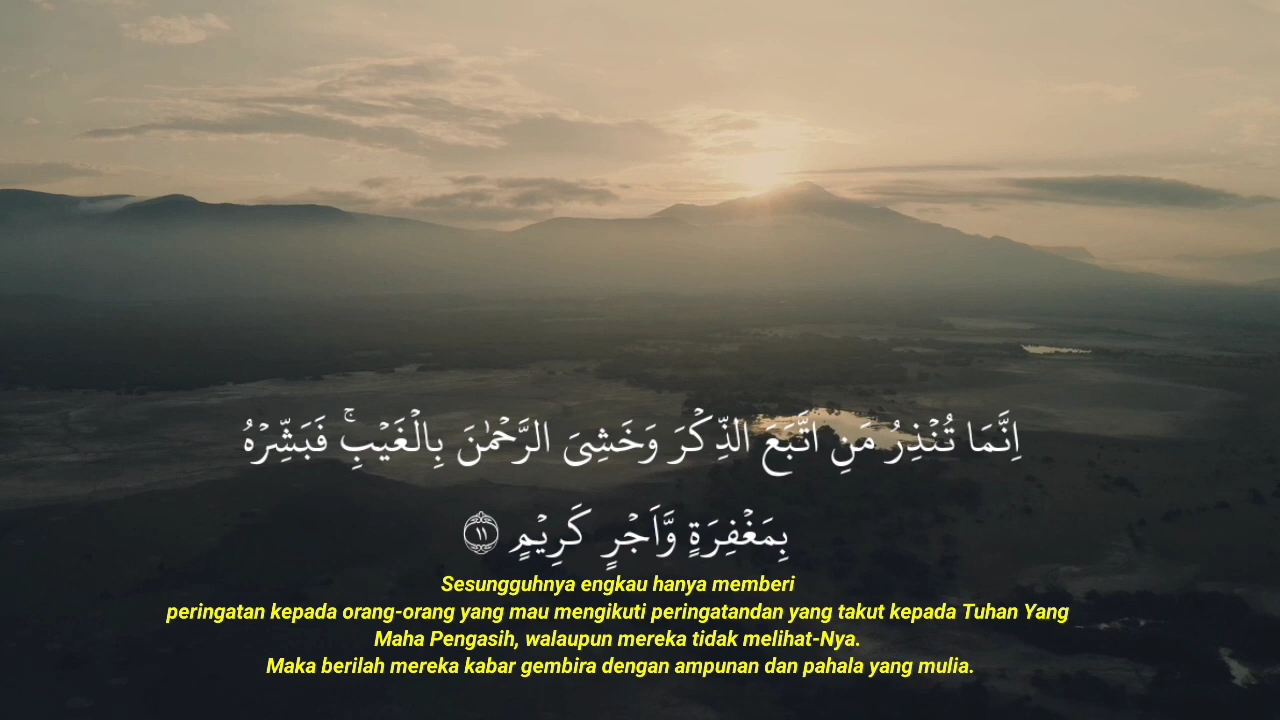 اِنَّمَا تُنْذِرُ مَنِ اتَّبَعَ الذِّكْرَ وَخَشِيَ الرَّحْمٰنَ بِالْغَيْبِۚ فَبَشِّرْهُ
بِمَغْفِرَةٍ وَّاَجْرٍ كَرِيْمٍ ١١
Sesungguhnya engkau hanya memberi
peringatan kepada orang-orang yang mau mengikuti peringatandan yang takut kepada Tuhan Yang
Maha Pengasih, walaupun mereka tidak melihat-Nya.
Maka berilah mereka kabar gembira dengan ampunan dan pahala yang mulia.